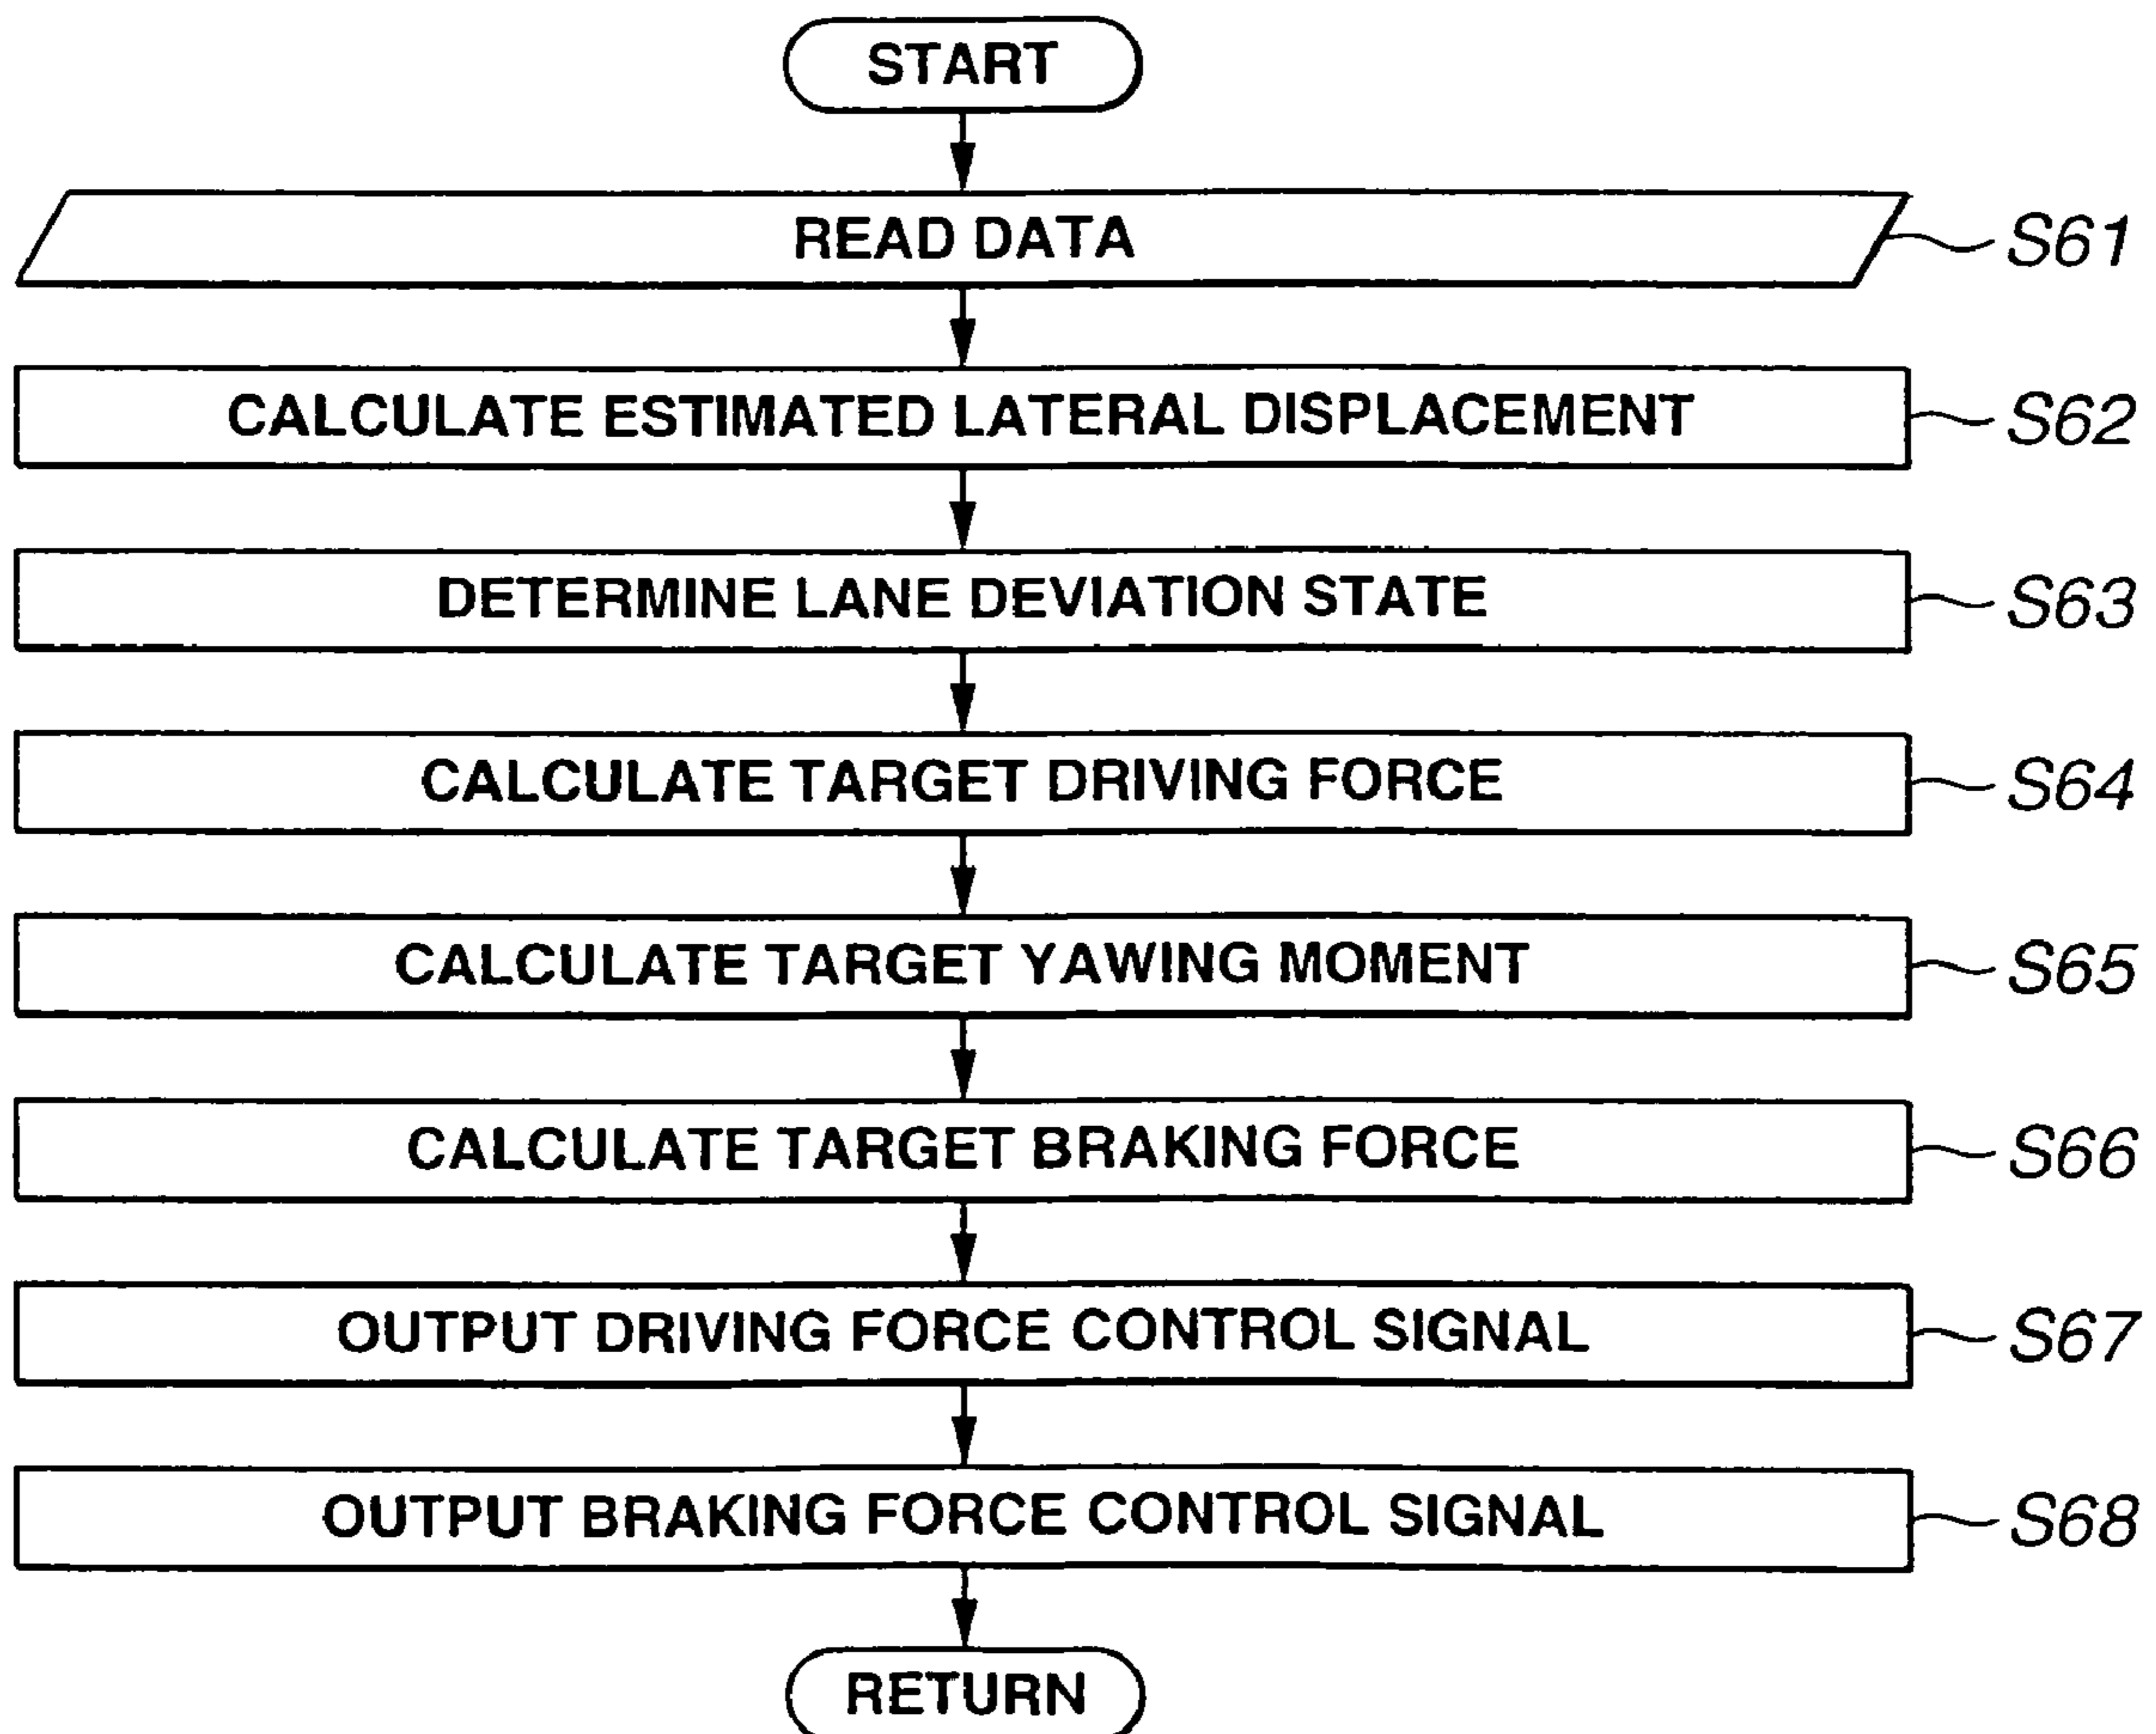 START
READ DATA
S61
CALCULATE ESTIMATED LATERAL DISPLACEMENT
S62
DETERMINE LANE DEVIATION STATE
S63
CALCULATE TARGET DRIVING FORCE
S64
CALCULATE TARGET YAWING MOMENT
S65
CALCULATE TARGET BRAKING FORCE
S66
OUTPUT DRIVING FORCE CONTROL SIGNAL
S67
OUTPUT BRAKING FORCE CONTROL SIGNAL
S68
RETURN